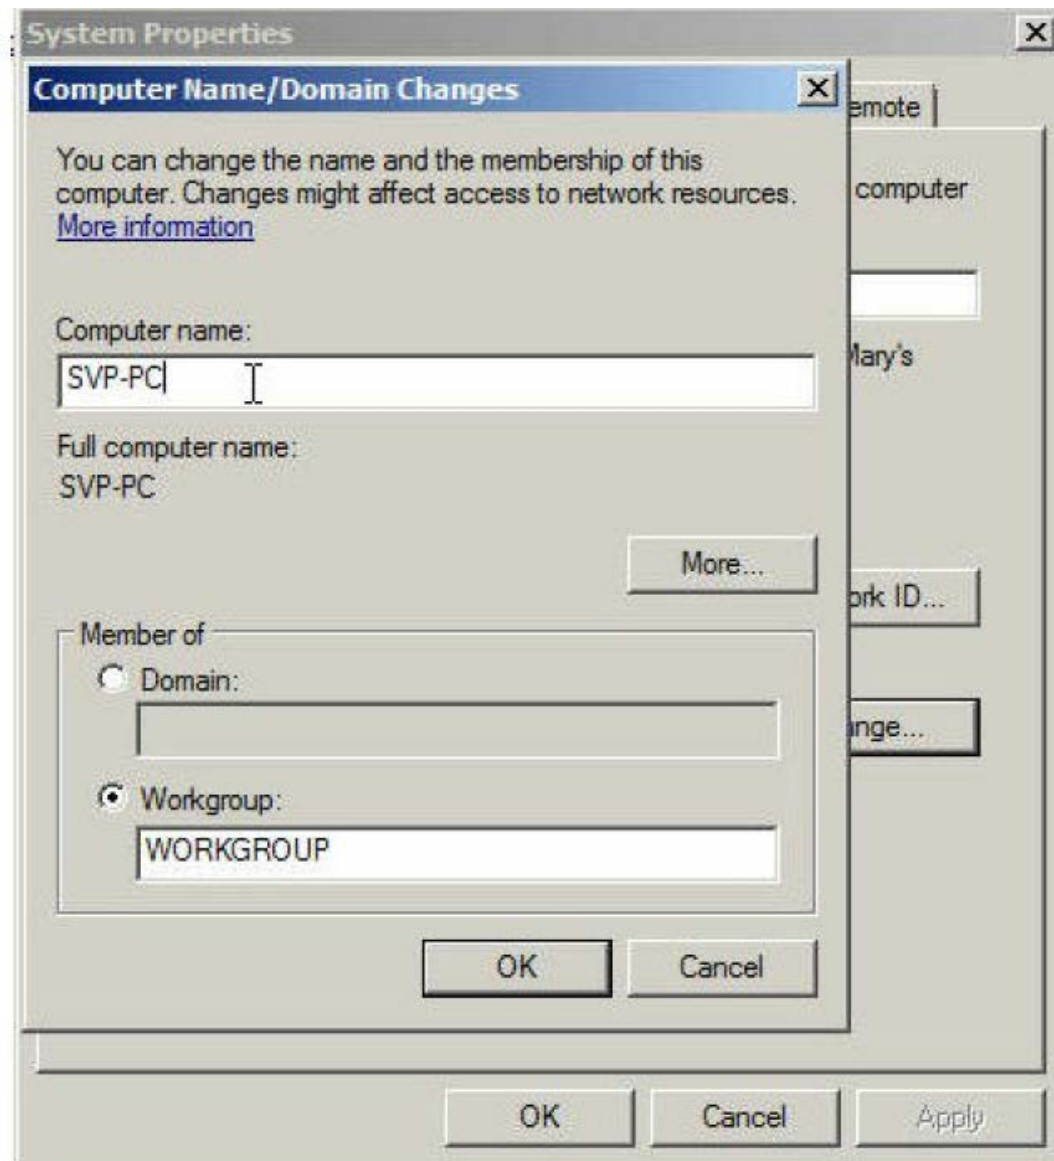 System Properties
Computer Name/Domain Changes
emote
You can change the name and the membership of this
computer. Changes might affect access to network resources.
More information
computer
Computer name:
SVP-PC
Mary's
Full computer name:
SVP-PC
More...
ork ID...
Member of
Domain:
ange...
Workgroup:
WORKGROUP
OK
Cancel
OK
Cancel
Apply